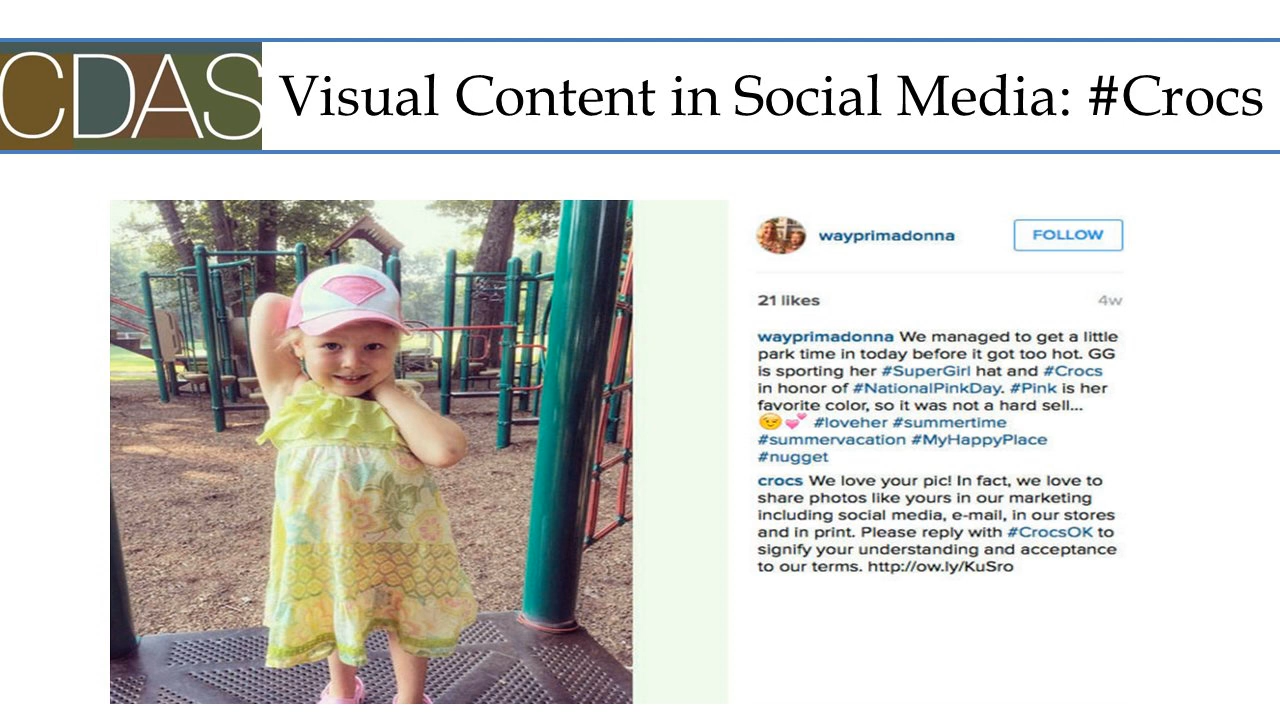 CDAS
Visual Content in Social Media: #Crocs
wayprimadonna
FOLLOW
21 likes
4w
wayprimadonna We managed to get a little
park time in today before it got too hot. GG
is sporting her #SuperGirl hat and #Crocs
in honor of #NationalPinkDay. #Pink is her
favorite color, so it was not a hard sell...
😉 💕 #loveher #summertime
#summervacation #MyHappyPlace
#nugget
crocs We love your pic! In fact, we love to
share photos like yours in our marketing
including social media, e-mail, in our stores
and in print. Please reply with #CrocsOK to
signify your understanding and acceptance
to our terms. http://ow.ly/KuSro